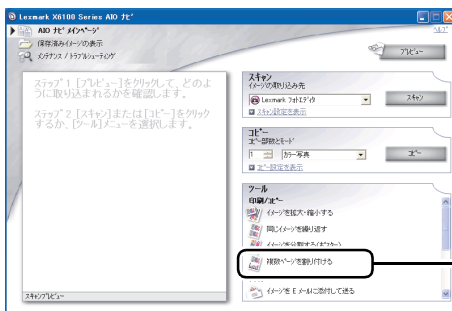 Lexmark X6100 Series AIO ナビ
AIO ナビ メインページ
ヘルプ
保存済みイメージの表示
メンテナンス / トラブルシューティング
プレビュー
ステップ 1 [プレビュー]をクリックして、どのように取り込まれるかを確認します。
ステップ 2 [スキャン]または[コピー]をクリックするか、[ツール]メニューを選択します。
スキャン
イメージの取り込み先
Lexmark フォトエディタ
スキャン
スキャン設定を表示
コピー
コピー部数とモード
1
カラー写真
コピー
コピー設定を表示
ツール
印刷/コピー
イメージを拡大・縮小する
同じイメージを繰り返す
イメージを分割する(ポスター)
複数ページを割り付ける
イメージを E メールに添付して送る
スキャンプレビュー